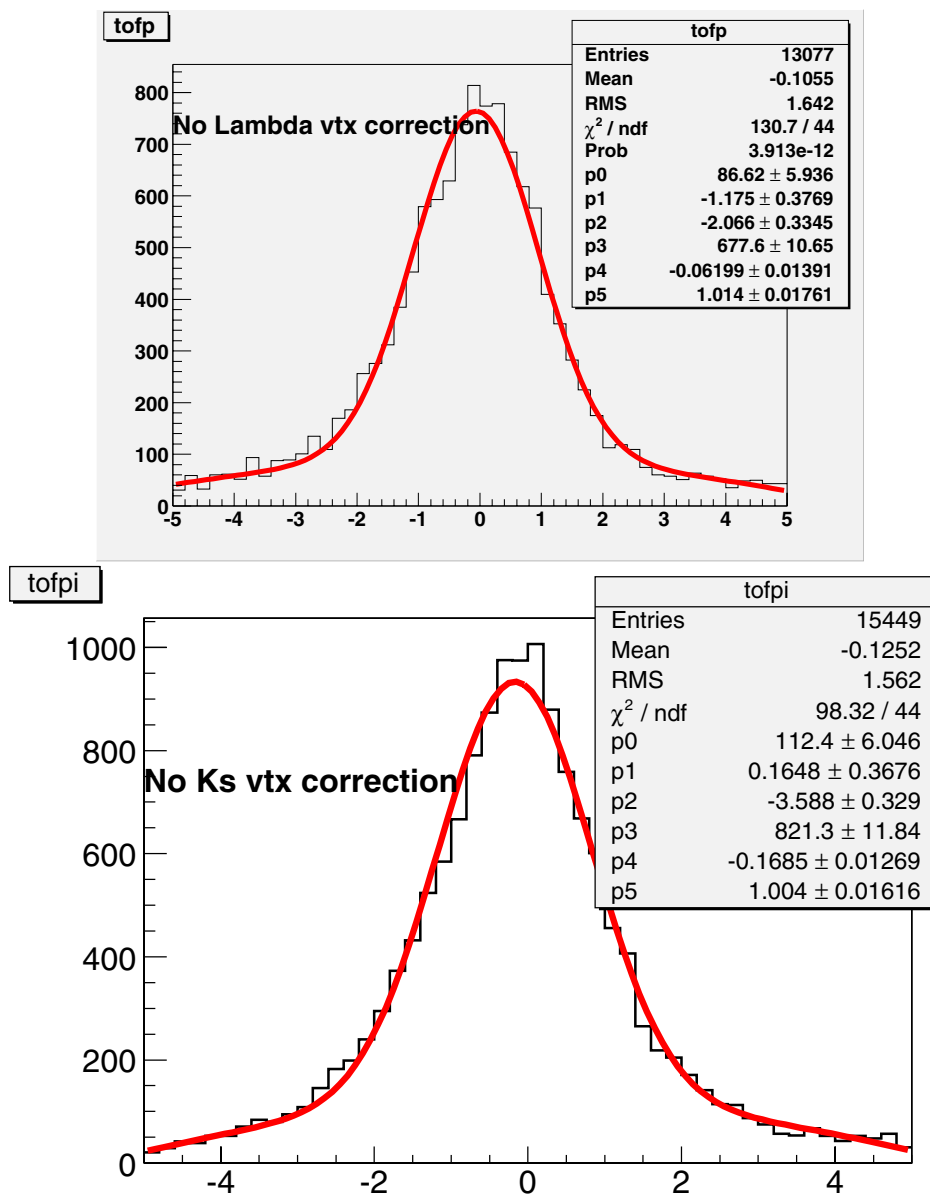 tofp
tofp
Entries 13077
Mean -0.1055
RMS 1.642
χ² / ndf 130.7 / 44
Prob 3.913e-12
p0 86.62 ± 5.936
p1 -1.175 ± 0.3769
p2 -2.066 ± 0.3345
p3 677.6 ± 10.65
p4 -0.06199 ± 0.01391
p5 1.014 ± 0.01761
No Lambda vtx correction
800
700
600
500
400
300
200
100
0
-5 -4 -3 -2 -1 0 1 2 3 4 5
tofpi
tofpi
Entries 15449
Mean -0.1252
RMS 1.562
χ² / ndf 98.32 / 44
p0 112.4 ± 6.046
p1 0.1648 ± 0.3676
p2 -3.588 ± 0.329
p3 821.3 ± 11.84
p4 -0.1685 ± 0.01269
p5 1.004 ± 0.01616
No Ks vtx correction
1000
800
600
400
200
0
-4 -2 0 2 4